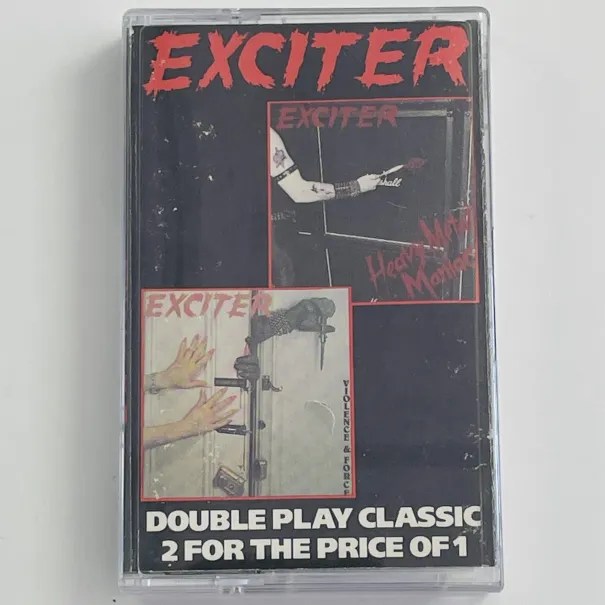 EXCITER
EXCITER
Heavy Metal
Maniac
EXCITER
VIOLENCE & FORCE
DOUBLE PLAY CLASSIC
2 FOR THE PRICE OF 1